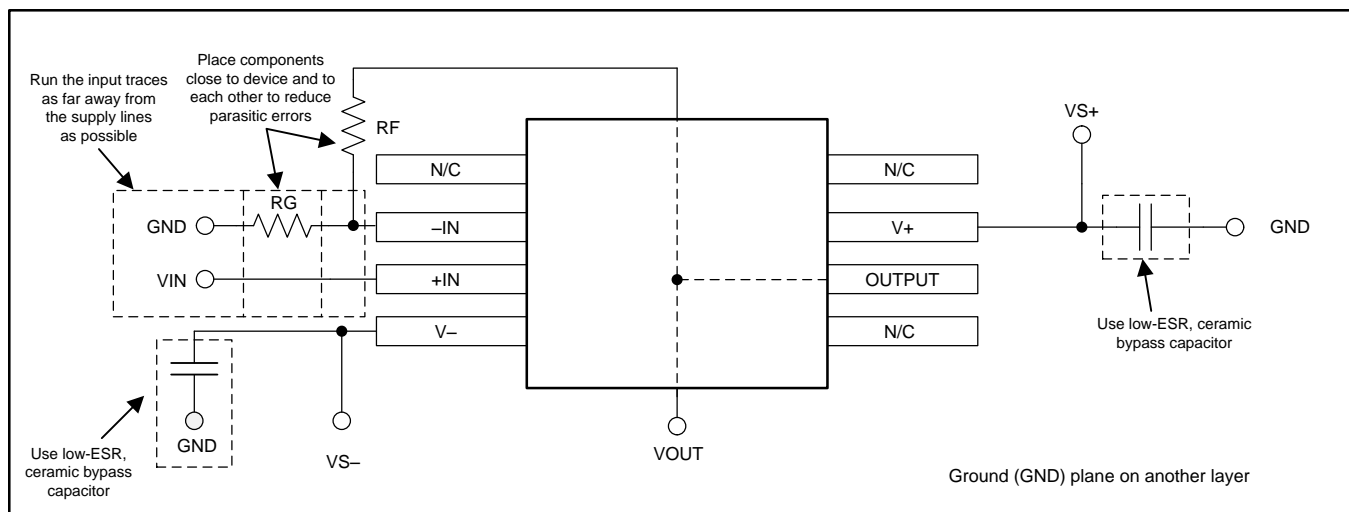 Run the input traces
as far away from
the supply lines
as possible
Place components
close to device and to
each other to reduce
parasitic errors
RF
VS+
N/C
N/C
RG
GND
–IN
V+
GND
VIN
+IN
OUTPUT
V–
N/C
Use low-ESR, ceramic
bypass capacitor
GND
Use low-ESR,
ceramic bypass
capacitor
VS–
VOUT
Ground (GND) plane on another layer